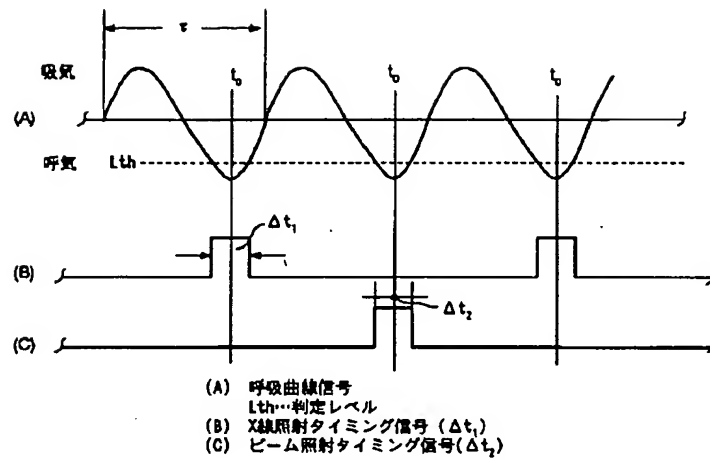 τ
吸気 t₀ t₀ t₀
(A)
呼気 Lth
Δt₁
(B)
Δt₂
(C)
(A) 呼吸曲線信号
Lth…判定レベル
(B) X線照射タイミング信号 (Δt₁)
(C) ビーム照射タイミング信号(Δt₂)